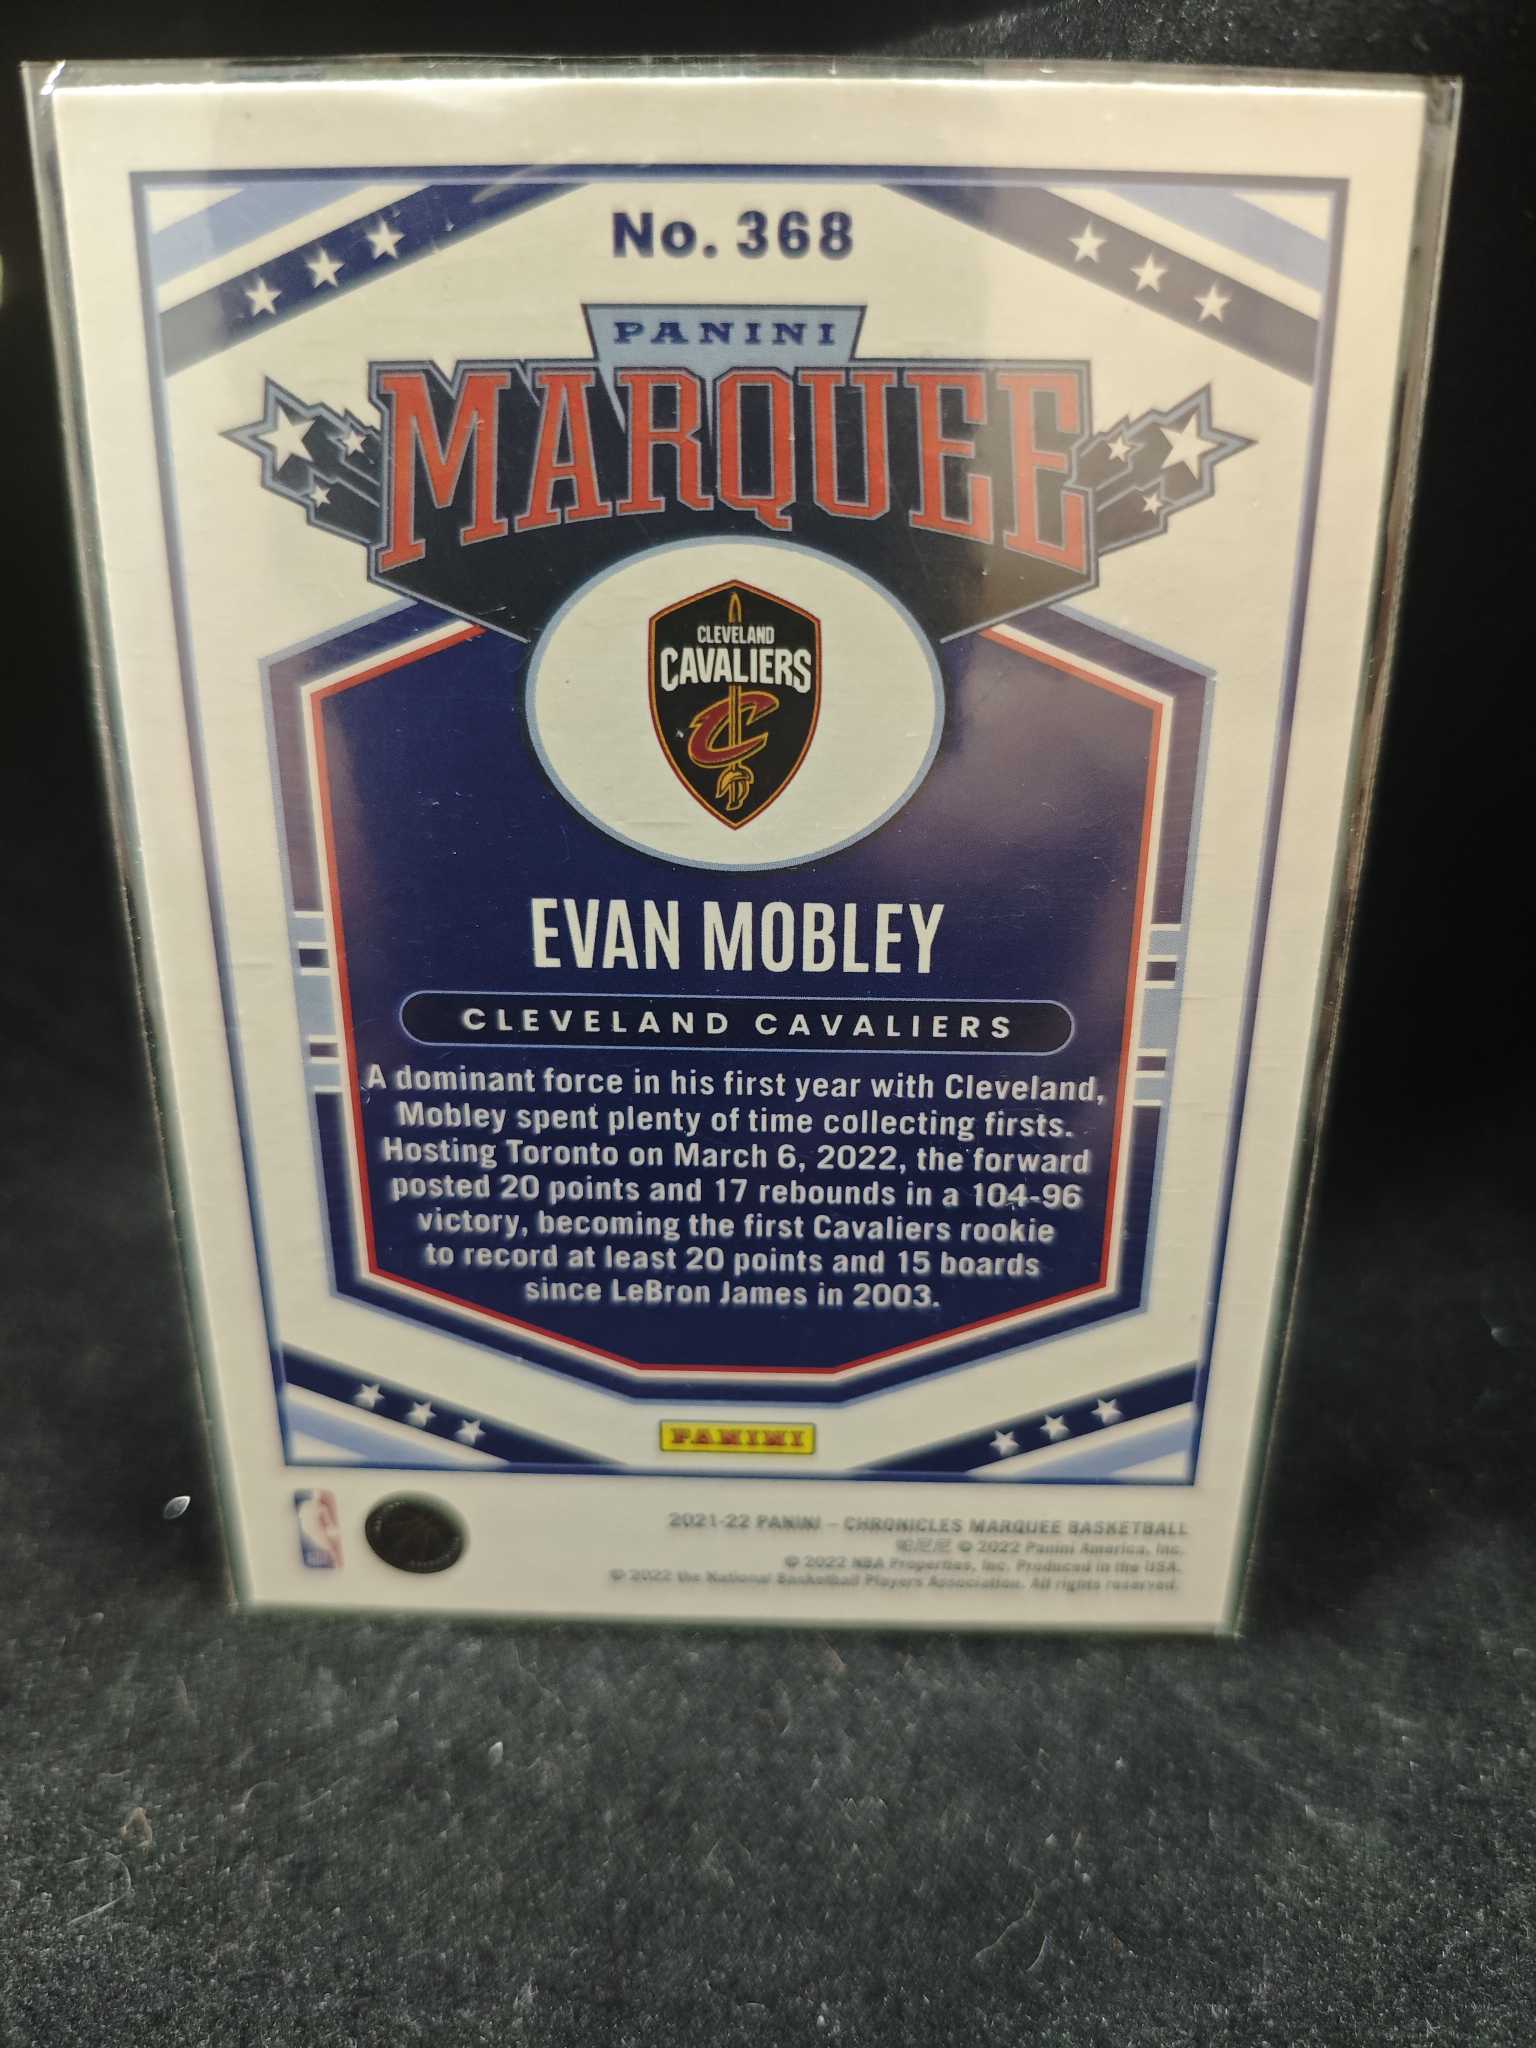 No. 368
PANINI
MARQUEE
CLEVELAND
CAVALIERS
C
EVAN MOBLEY
CLEVELAND CAVALIERS
A dominant force in his first year with Cleveland,
Mobley spent plenty of time collecting firsts.
Hosting Toronto on March 6, 2022, the forward
posted 20 points and 17 rebounds in a 104-96
victory, becoming the first Cavaliers rookie
to record at least 20 points and 15 boards
since LeBron James in 2003.
PANINI
2021-22 PANINI – CHRONICLES MARQUEE BASKETBALL
© 2022 Panini America, Inc.
© 2022 NBA Properties, Inc. Produced in the USA.
© 2022 the National Basketball Players Association. All rights reserved.